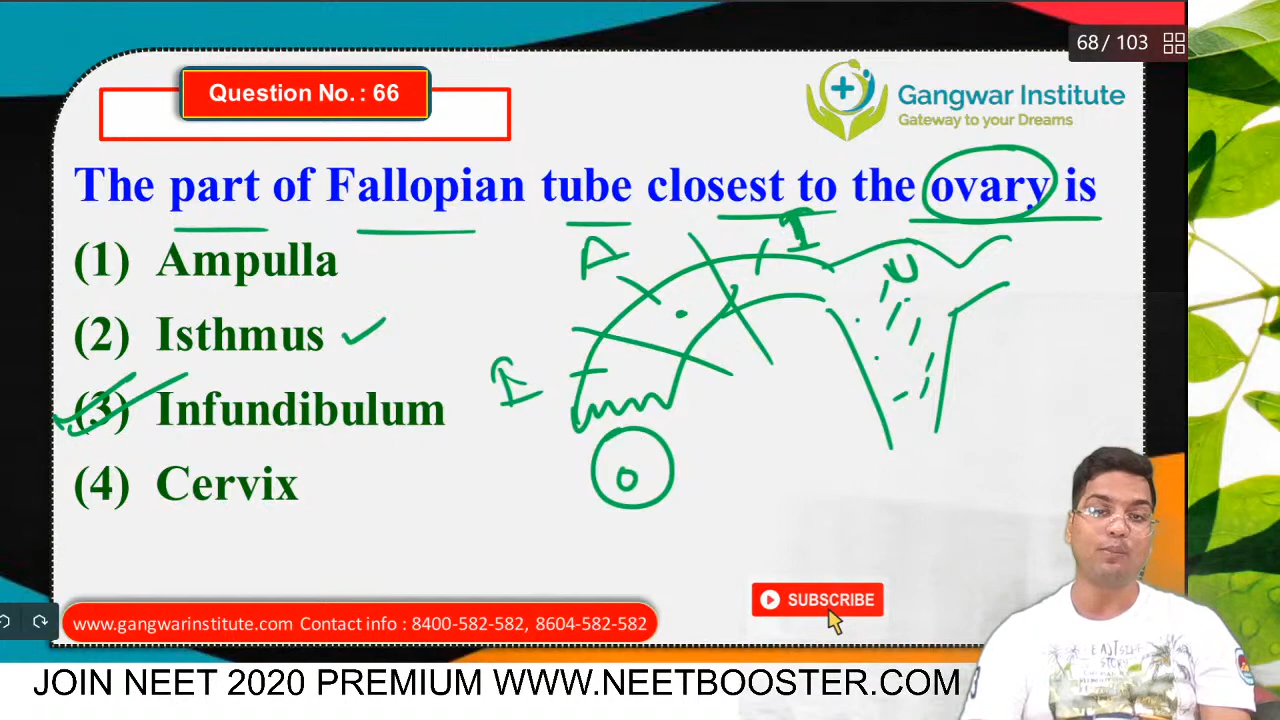 68/ 103
Question No. : 66
Gangwar Institute
Gateway to your Dreams
The part of Fallopian tube closest to the ovary is
(1) Ampulla
(2) Isthmus
(3) Infundibulum
(4) Cervix
A
I
U
I
O
SUBSCRIBE
www.gangwarinstitute.com Contact info : 8400-582-582, 8604-582-582
JOIN NEET 2020 PREMIUM WWW.NEETBOOSTER.COM